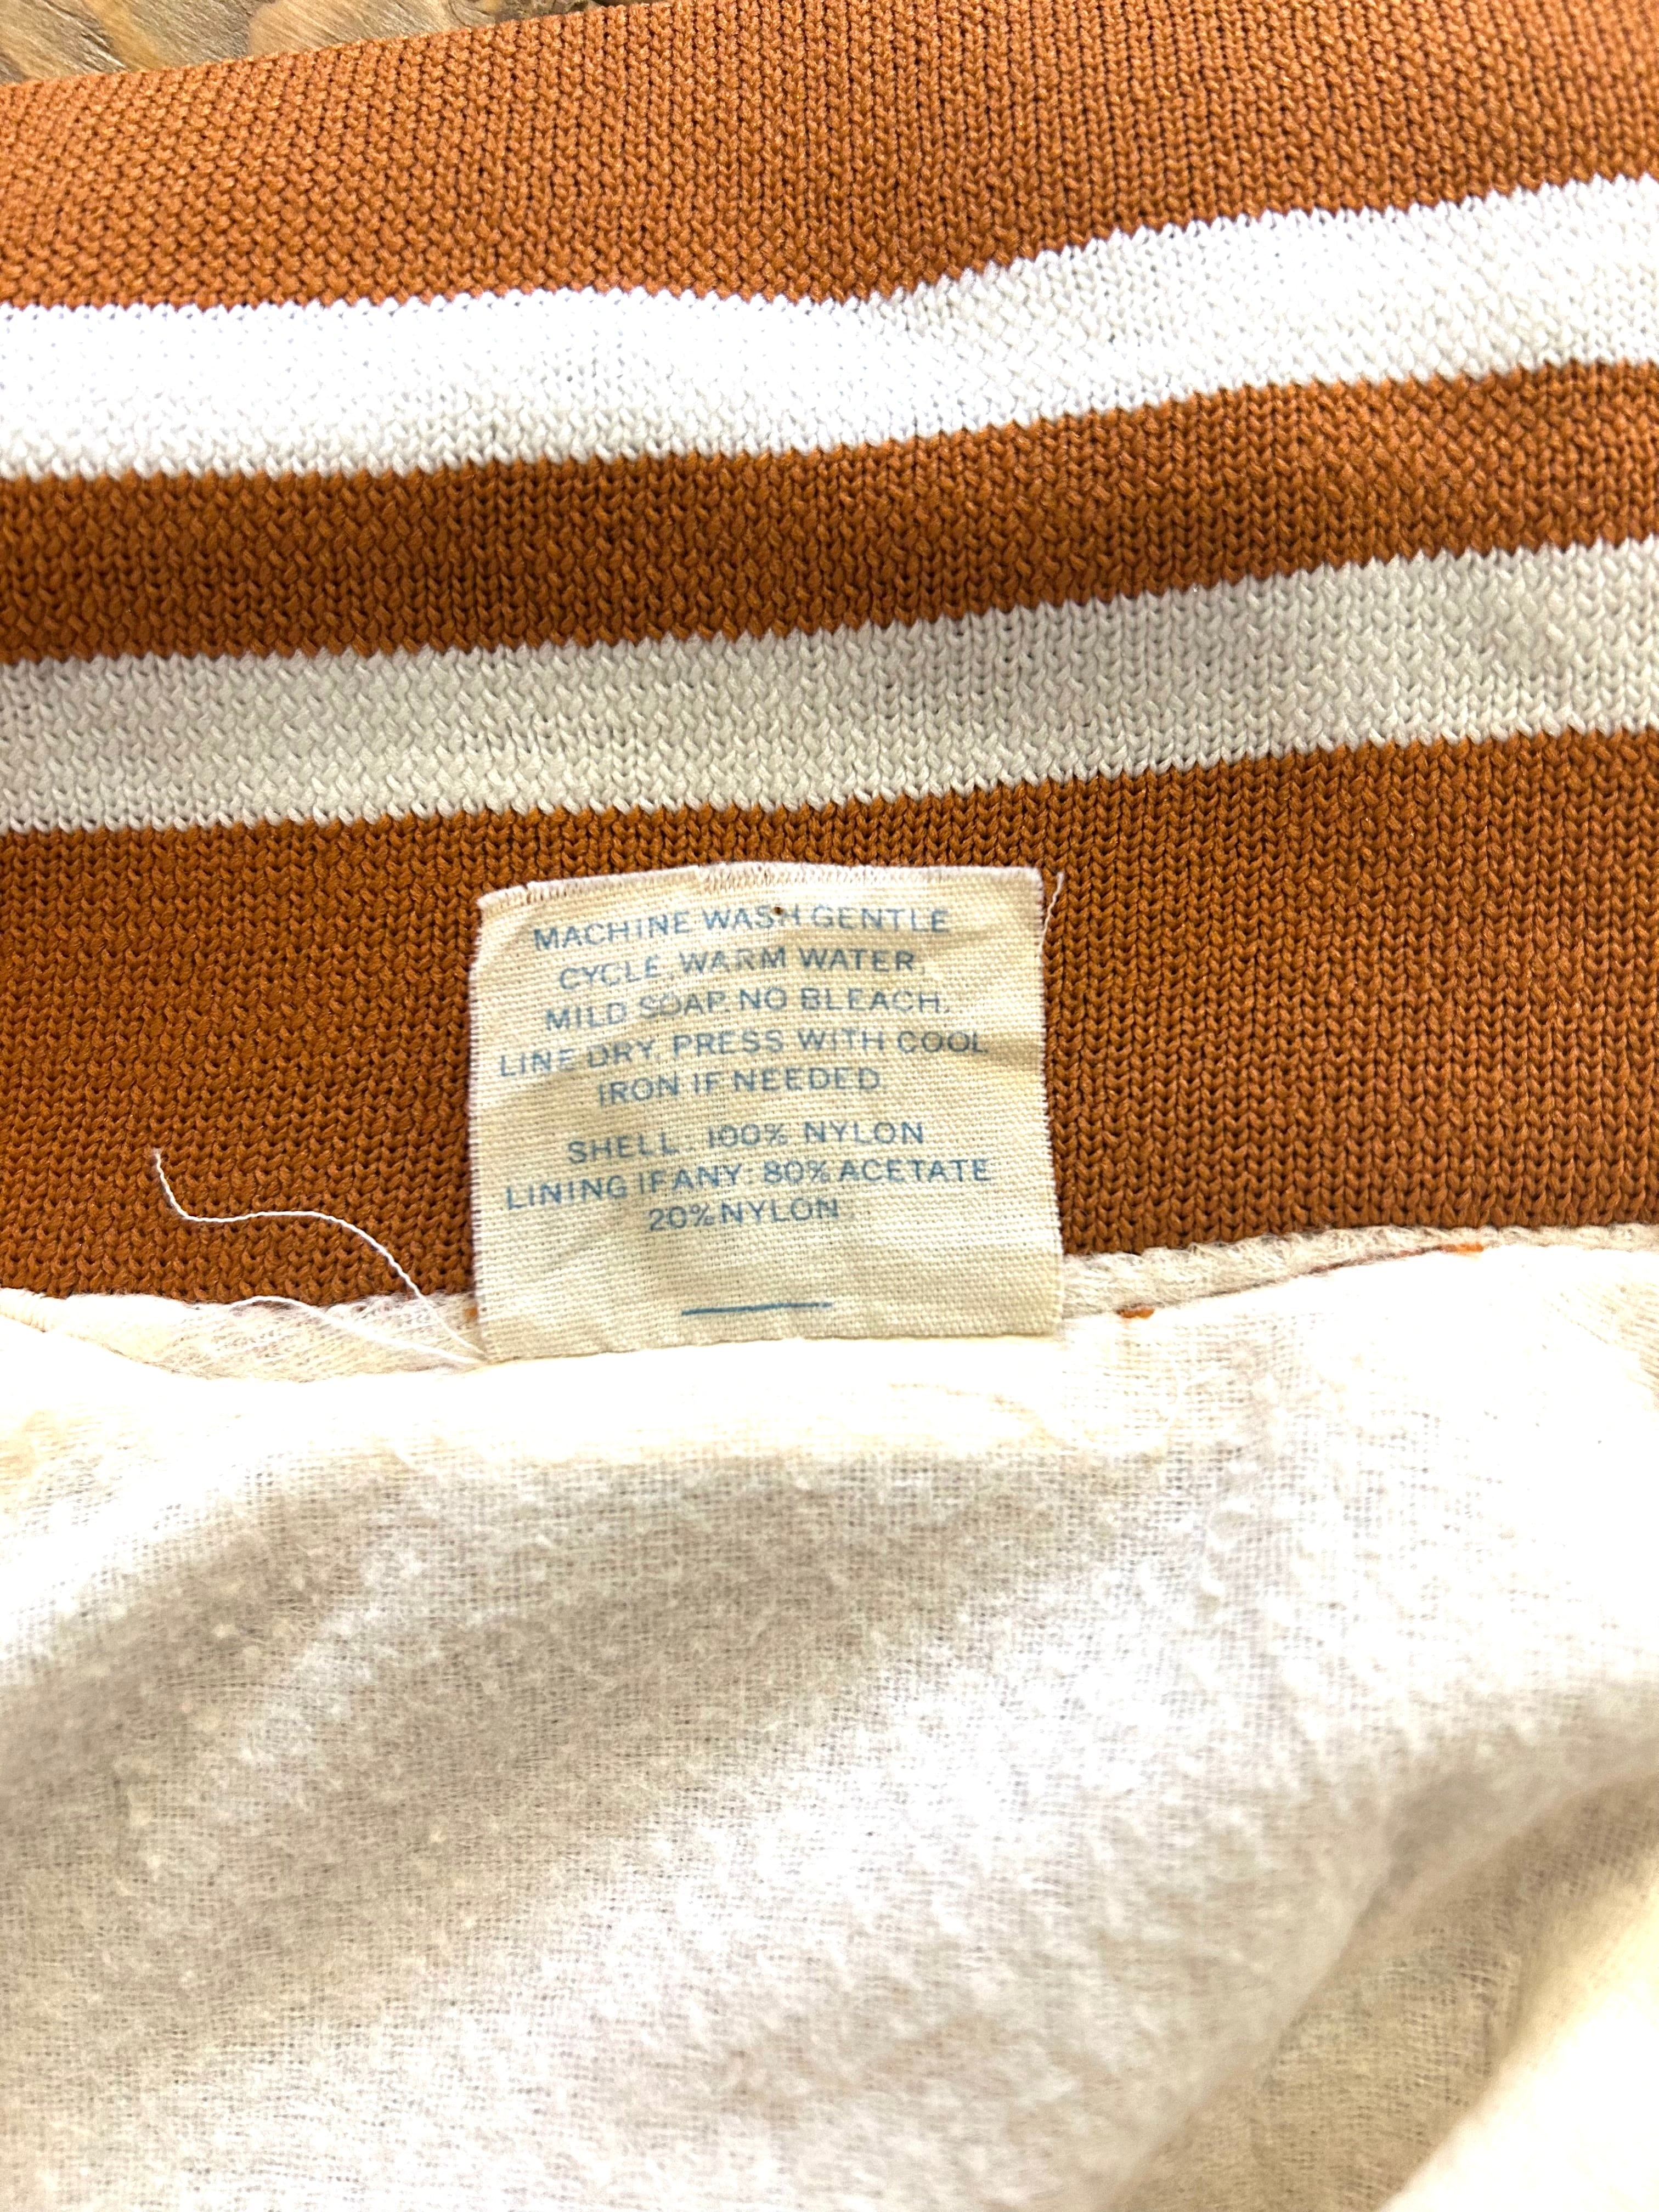 MACHINE WASH GENTLE
CYCLE, WARM WATER,
MILD SOAP. NO BLEACH.
LINE DRY, PRESS WITH COOL
IRON IF NEEDED.
SHELL: 100% NYLON
LINING IF ANY: 80% ACETATE
20% NYLON